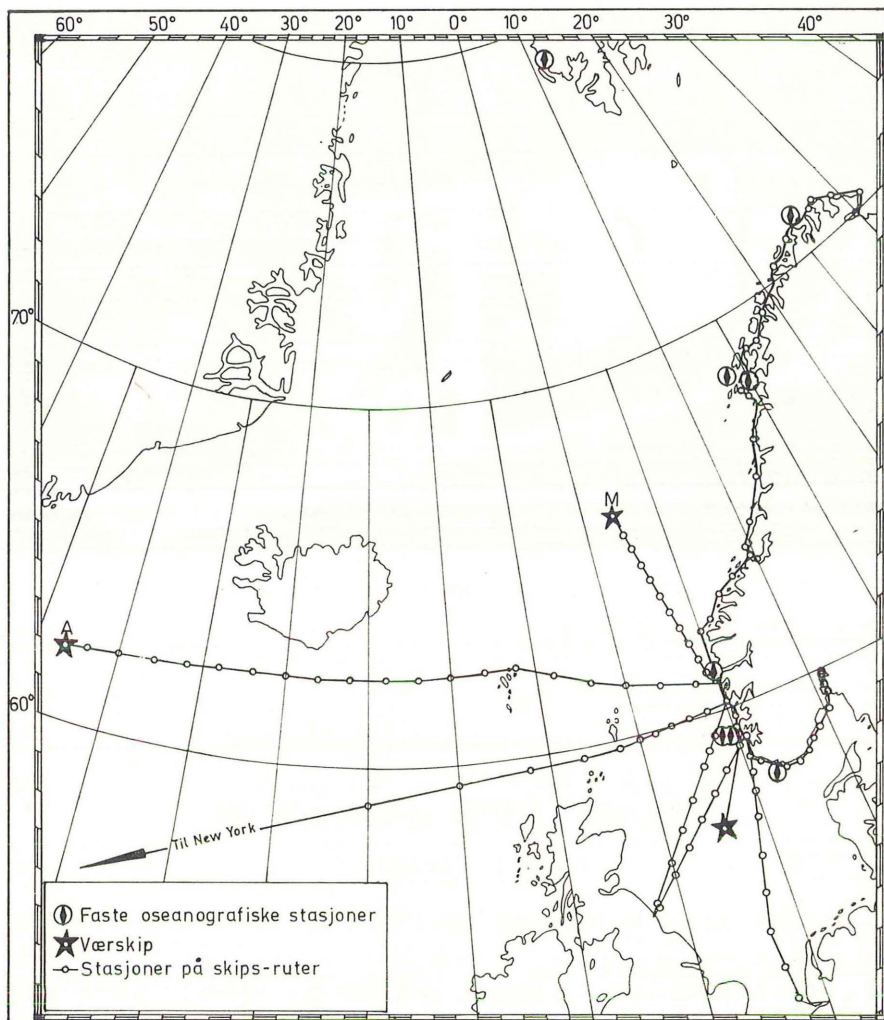 60° 50° 40° 30° 20° 10° 0° 10° 20° 30° 40°
70°
M
A
60°
Til New York
Faste oseanografiske stasjoner
Værskip
Stasjoner på skips-ruter